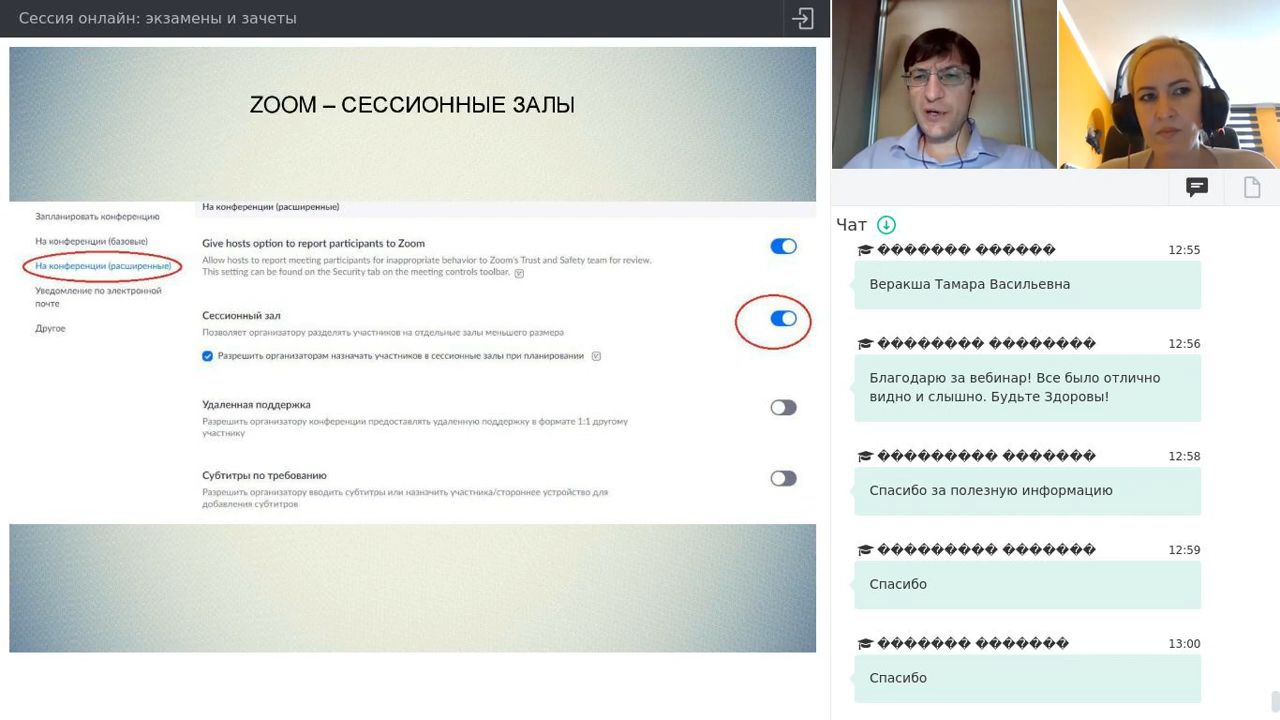 Сессия онлайн: экзамены и зачеты
ZOOM – СЕССИОННЫЕ ЗАЛЫ
Запланировать конференцию
На конференции (базовые)
На конференции (расширенные)
Уведомление по электронной
почте
Другое
На конференции (расширенные)
Give hosts option to report participants to Zoom
Allow hosts to report meeting participants for inappropriate behavior to Zoom's Trust and Safety team for review.
This setting can be found on the Security tab on the meeting controls toolbar.
Сессионный зал
Позволяет организатору разделять участников на отдельные залы меньшего размера
Разрешить организаторам назначать участников в сессионные залы при планировании
Удаленная поддержка
Разрешить организатору конференции предоставлять удаленную поддержку в формате 1:1 другому
участнику
Субтитры по требованию
Разрешить организатору вводить субтитры или назначить участника/стороннее устройство для
добавления субтитров
Чат
12:55
Веракша Тамара Васильевна
12:56
Благодарю за вебинар! Все было отлично
видно и слышно. Будьте Здоровы!
12:58
Спасибо за полезную информацию
12:59
Спасибо
13:00
Спасибо